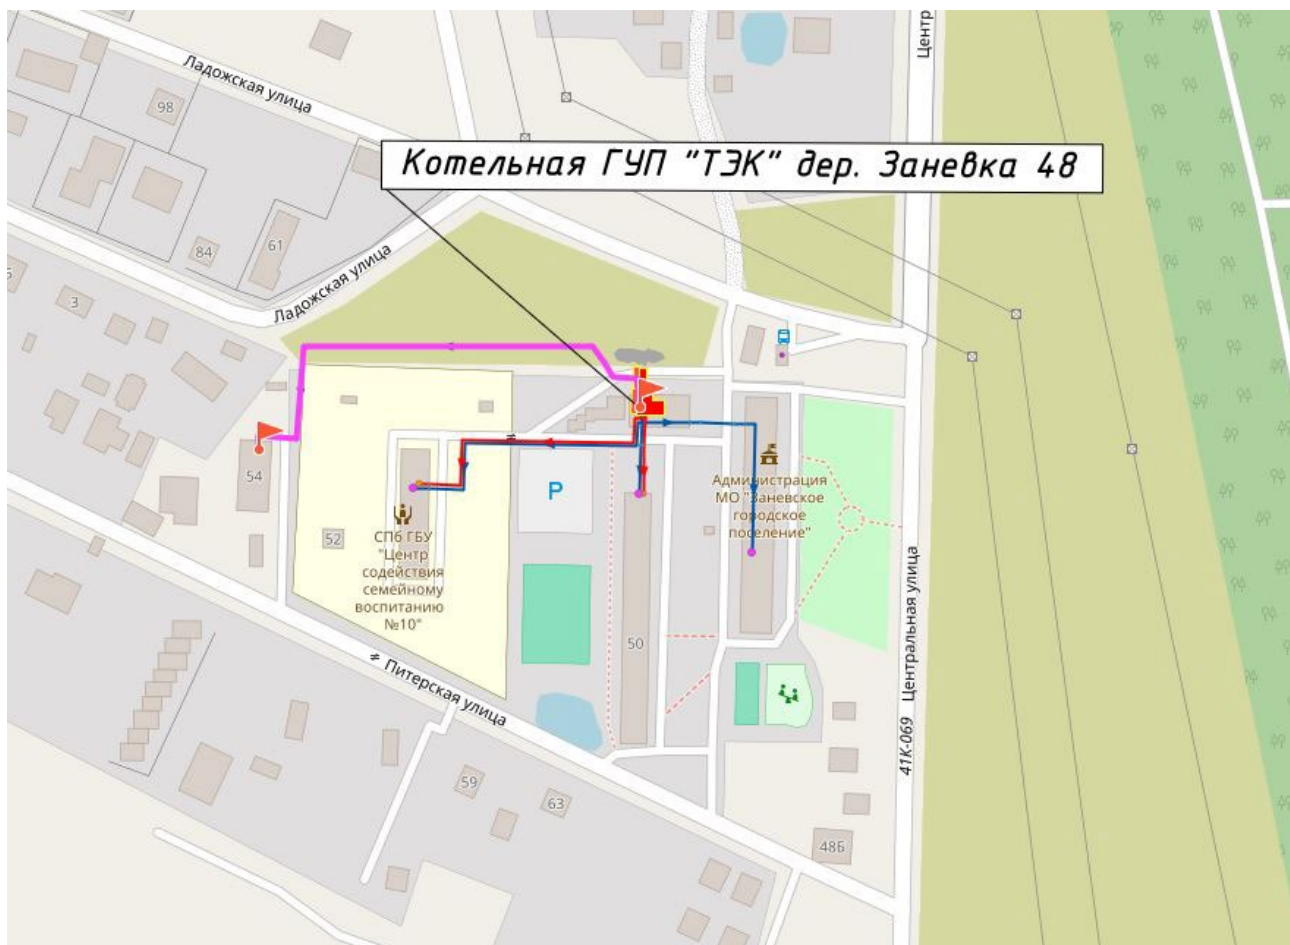 Центр
Ладожская улица
98
Котельная ГУП "ТЭК" дер. Заневка 48
61
84
Ладожская улица
3
54
Р
Администрация
МО "Заневское
городское
поселение"
52
СПб ГБУ
"Центр
содействия
семейному
воспитанию
№10"
50
Питерская улица
41К-069 Центральная улица
59
63
48Б